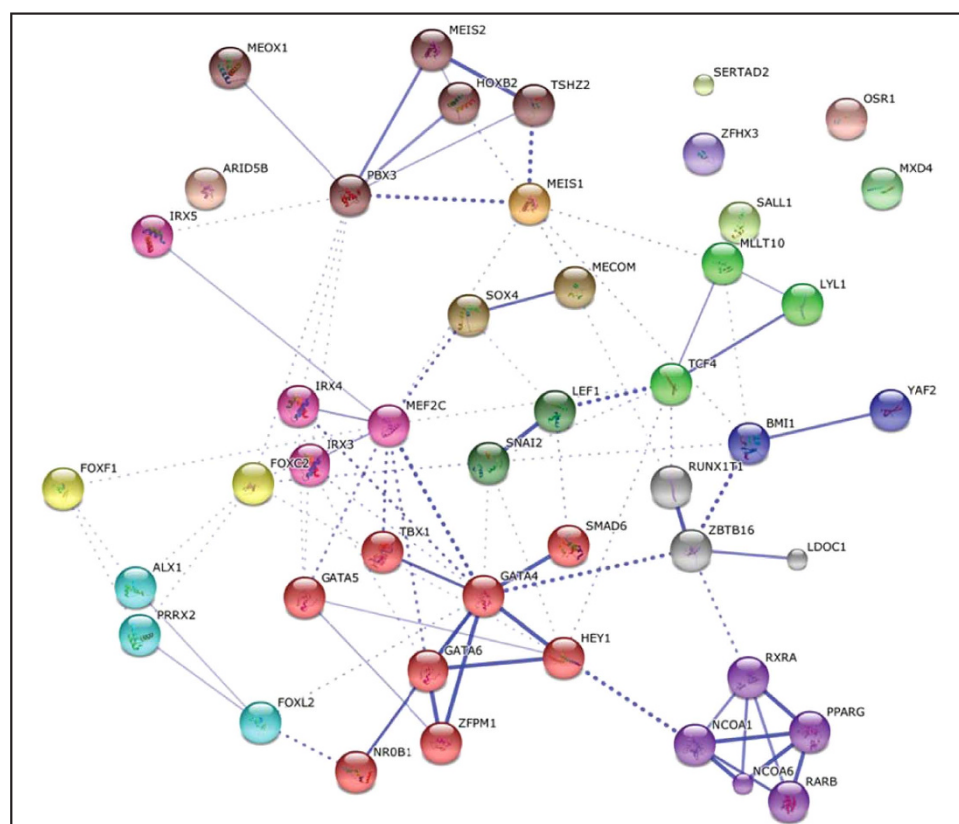 MEIS2
MEOX1
SERTAD2
HOXB2
TSHZ2
OSR1
ZFHX3
ARID5B
PBX3
MEIS1
MXD4
IRX5
SALL1
MLLT10
MECOM
SOX4
LYL1
TCF4
IRX4
MEF2C
LEF1
YAF2
BMI1
IRX3
SNAI2
FOXF1
FOXC2
RUNX1T1
TBX1
SMAD6
ZBTB16
LDOC1
ALX1
GATA5
GATA4
PRRX2
HEY1
GATA6
RXRA
FOXL2
ZFPM1
NCOA1
PPARG
NR0B1
NCOA6
RARB